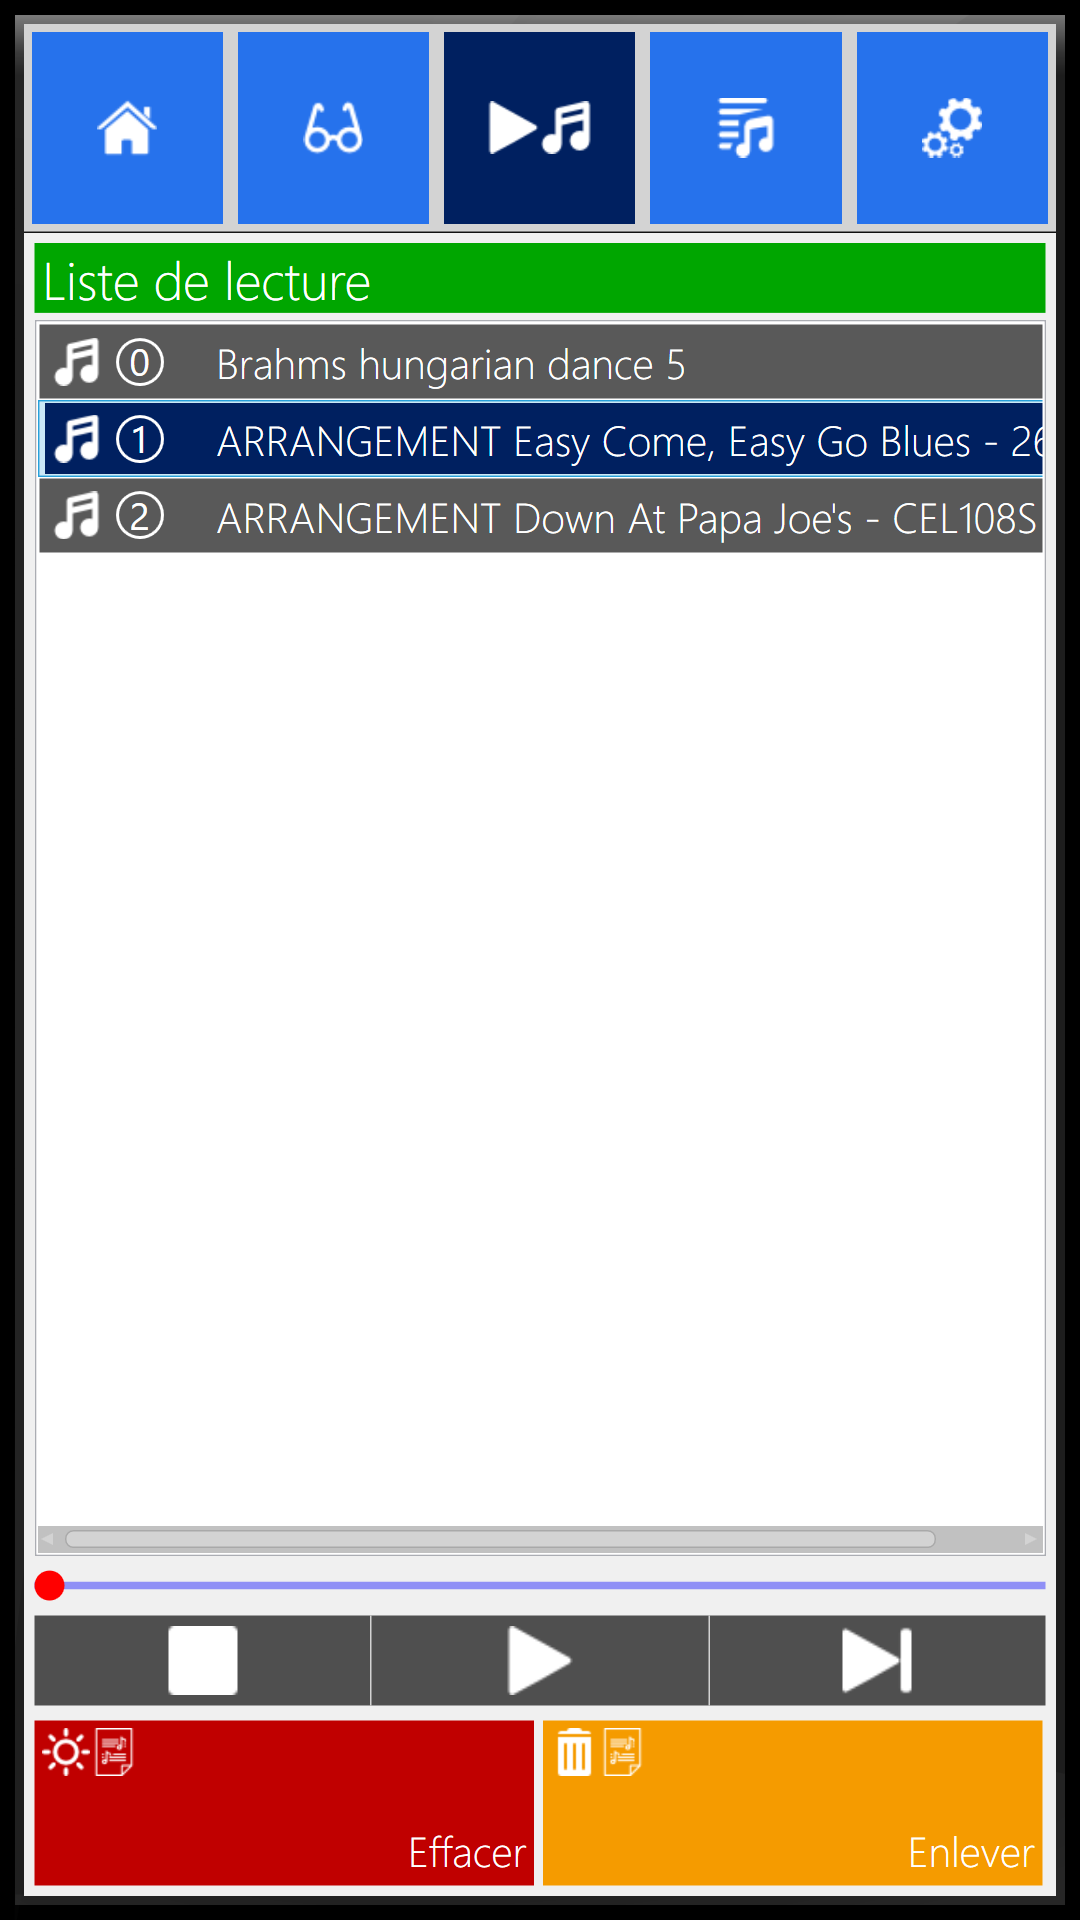 Liste de lecture
0 Brahms hungarian dance 5
1 ARRANGEMENT Easy Come, Easy Go Blues - 26
2 ARRANGEMENT Down At Papa Joe's - CEL108S
Effacer
Enlever